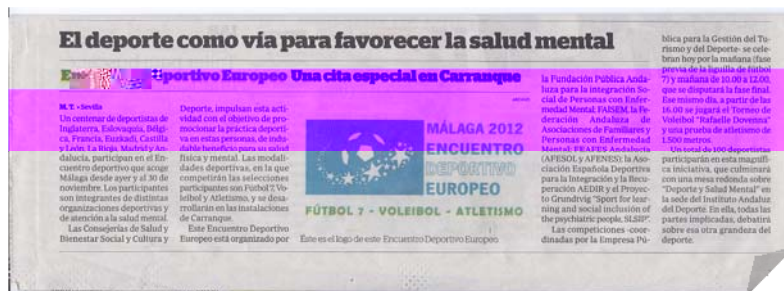 El deporte como vía para favorecer la salud mental
Deportivo Europeo Una cita especial en Carranque
M. T. • Sevilla
Un centenar de deportistas de
Inglaterra, Eslovaquia, Bélgi-
ca, Francia, Euzkadi, Castilla
y León, La Rioja, Madrid y An-
dalucía, participan en el En-
cuentro deportivo que acoge
Málaga desde ayer y al 30 de
noviembre. Los participantes
son integrantes de distintas
organizaciones deportivas y
de atención a la salud mental.
Las Consejerías de Salud y
Bienestar Social y Cultura y
Deporte, impulsan esta acti-
vidad con el objetivo de pro-
mocionar la práctica deporti-
va en estas personas, de indu-
dable beneficio para su salud
física y mental. Las modali-
dades deportivas, en la que
competirán las selecciones
participantes son Fútbol 7, Vo-
leibol y Atletismo, y se desa-
rrollarán en las instalaciones
de Carranque.
Este Encuentro Deportivo
Europeo está organizado por
MÁLAGA 2012
ENCUENTRO
DEPORTIVO
EUROPEO
FÚTBOL 7 - VOLEIBOL - ATLETISMO
Este es el logo de este Encuentro Deportivo Europeo
la Fundación Pública Anda-
luza para la integración So-
cial de Personas con Enfer-
medad Mental, FAISEM, la Fe-
deración Andaluza de
Asociaciones de Familiares y
Personas con Enfermedad
Mental; FEAFES Andalucía
(AFESOL y AFENES); la Aso-
ciación Española Deportiva
para la Integración y la Recu-
peración AEDIR y el Proyec-
to Grundtvig "Sport for lear-
ning and social inclusion of
the psychiatric people, SLSIP".
Las competiciones -coor-
dinadas por la Empresa Pú-
blica para la Gestión del Tu-
rismo y del Deporte- se cele-
bran hoy por la mañana (fase
previa de la liguilla de fútbol
7) y mañana de 10.00 a 12.00,
que se disputará la fase final.
Ese mismo día, a partir de las
16.00 se jugará el Torneo de
Voleibol "Rafaelle Dovenna"
y una prueba de atletismo de
1.500 metros.
Un total de 100 deportistas
participarán en esta magnífi-
ca iniciativa, que culminará
con una mesa redonda sobre
"Deporte y Salud Mental" en
la sede del Instituto Andaluz
del Deporte. En ella, todas las
partes implicadas, debatirá
sobre esa otra grandeza del
deporte.